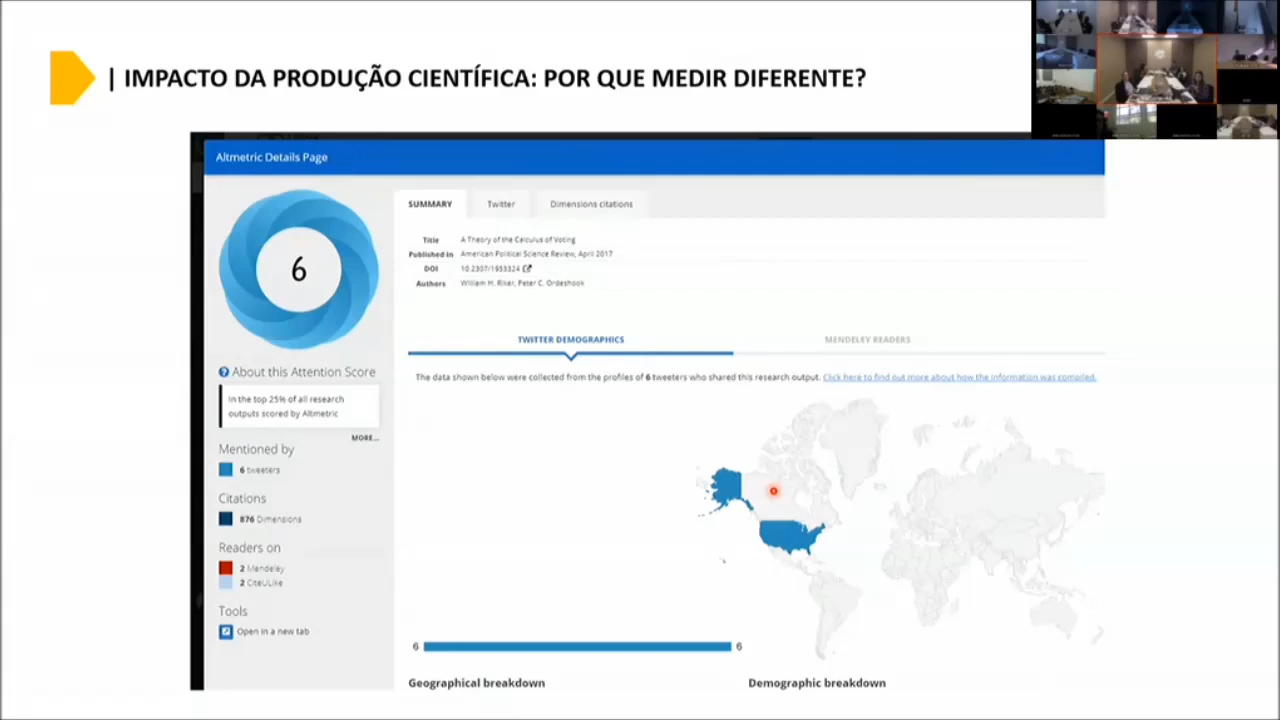 | IMPACTO DA PRODUÇÃO CIENTÍFICA: POR QUE MEDIR DIFERENTE?
Altmetric Details Page
6
SUMMARY Twitter Dimensions citations
Title A Theory of the Calculus of Voting
Published in American Political Science Review, April 2017
DOI 10.2307/1953324
Authors William H. Riker, Peter C. Ordeshook
TWITTER DEMOGRAPHICS MENDELEY READERS
The data shown below were collected from the profiles of 6 tweeters who shared this research output. Click here to find out more about how the information was compiled.
About this Attention Score
In the top 25% of all research
outputs scored by Altmetric
MORE...
Mentioned by
6 tweeters
Citations
876 Dimensions
Readers on
2 Mendeley
2 CiteULike
Tools
Open in a new tab
6 6
Geographical breakdown Demographic breakdown